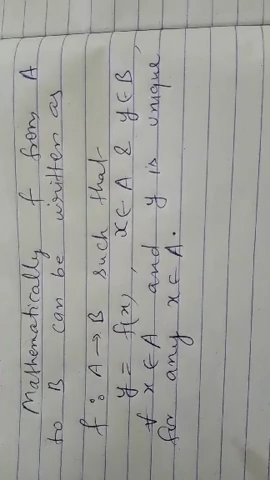 Mathematically f from A
to B can be written as
f : A → B such that
y = f(x), x ∈ A & y ∈ B,
∀ x ∈ A and y is unique
for any x ∈ A.